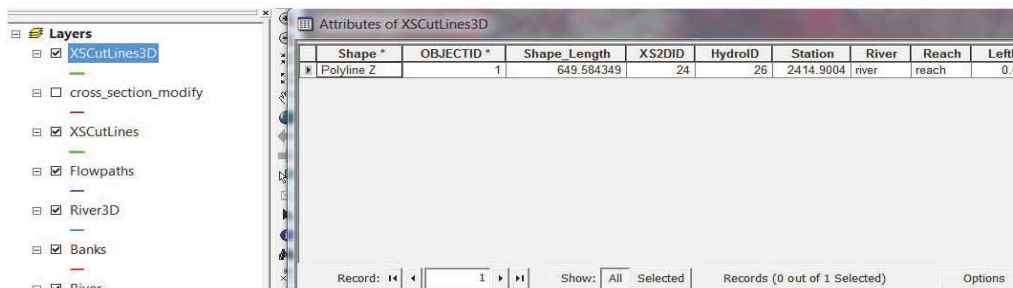 Layers
XSCutLines3D
cross_section_modify
XSCutLines
Flowpaths
River3D
Banks
River
Attributes of XSCutLines3D
Shape * OBJECTID * Shape_Length XS2DID HydroID Station River Reach
Polyline Z 1 649.584349 24 26 2414.9004 river reach 0.
Record: 1 Show: All Selected Records (0 out of 1 Selected) Options